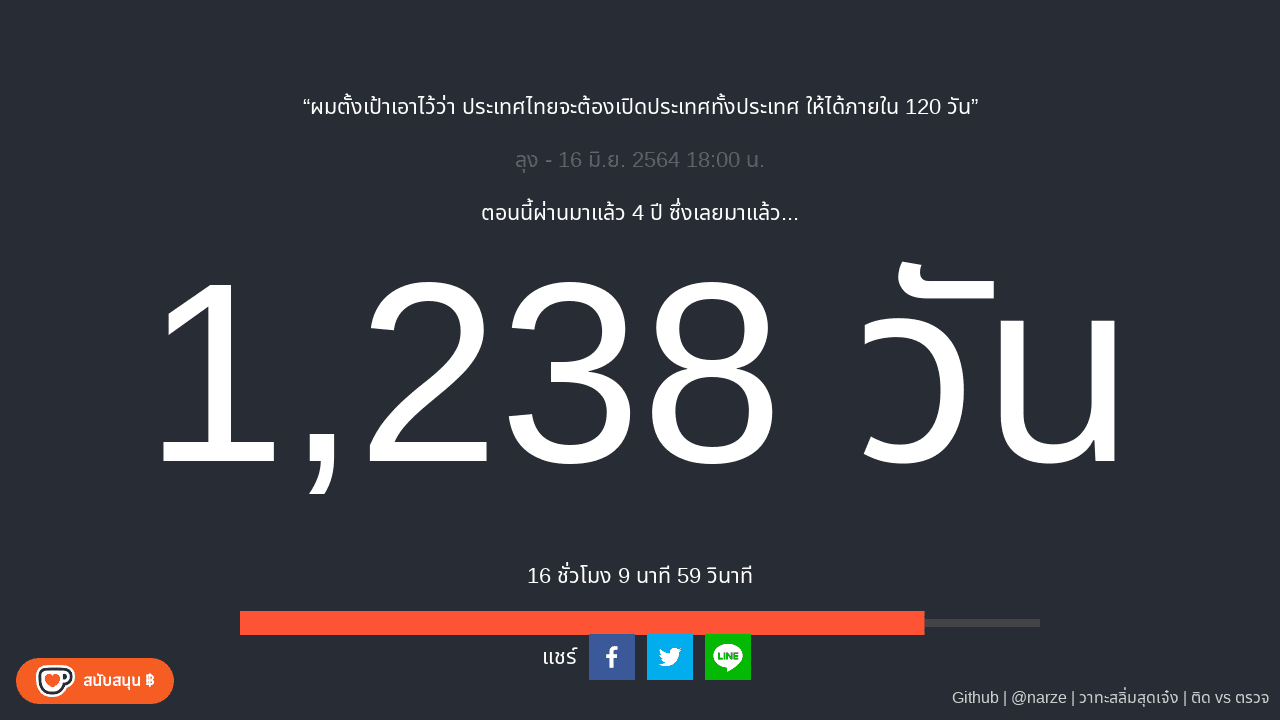 “ผมตั้งเป้าเอาไว้ว่า ประเทศไทยจะต้องเปิดประเทศทั้งประเทศ ให้ได้ภายใน 120 วัน”
ลุง - 16 มิ.ย. 2564 18:00 น.
ตอนนี้ผ่านมาแล้ว 4 ปี ซึ่งเลยมาแล้ว...
1,238 วัน
16 ชั่วโมง 9 นาที 59 วินาที
แชร์
LINE
สนับสนุน ฿
Github | @narze | วาทะสลิ่มสุดเจ๋ง | ติด vs ตรวจ